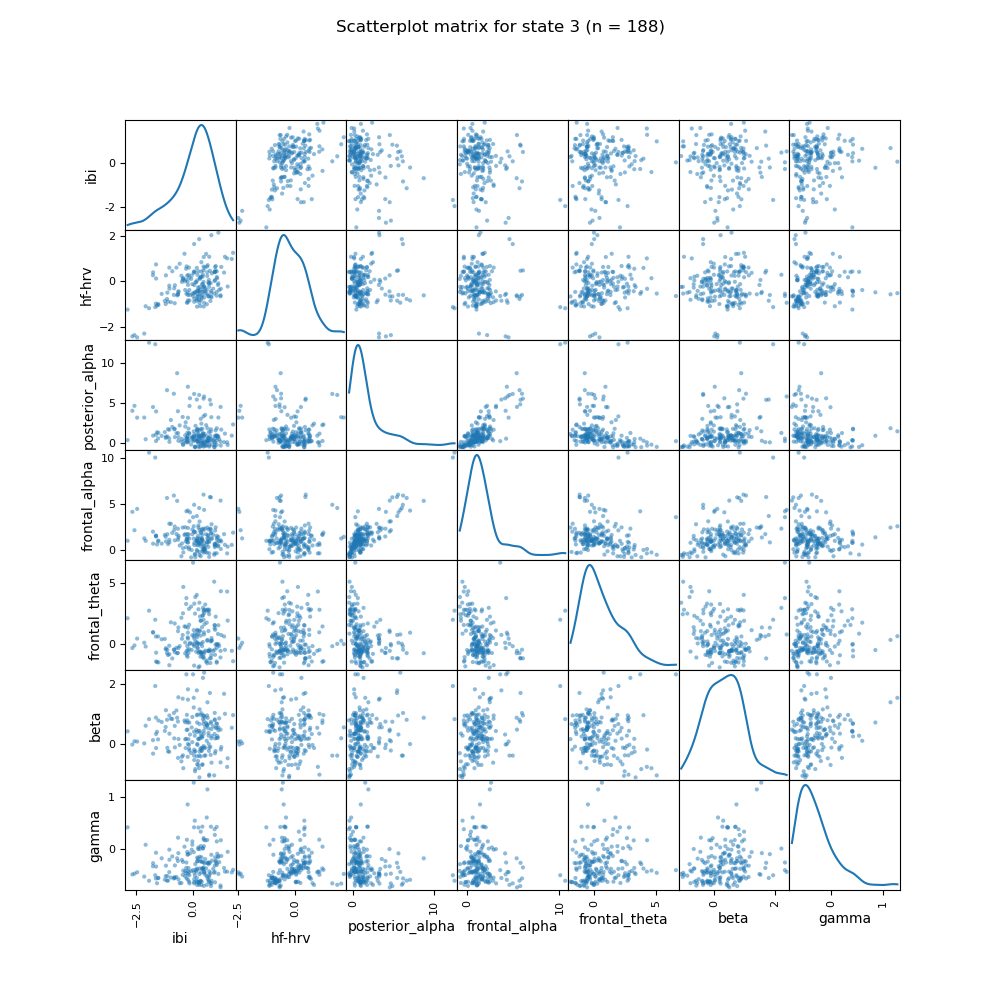 Scatterplot matrix for state 3 (n = 188)
0
−2
ibi
2
0
−2
hf-hrv
10
5
0
posterior_alpha
10
5
0
frontal_alpha
5
0
frontal_theta
2
0
beta
1
0
gamma
−2.5 0.0 −2.5 0.0 0 10 0 10 0 5 0 2 0 1
ibi hf-hrv posterior_alpha frontal_alpha frontal_theta beta gamma